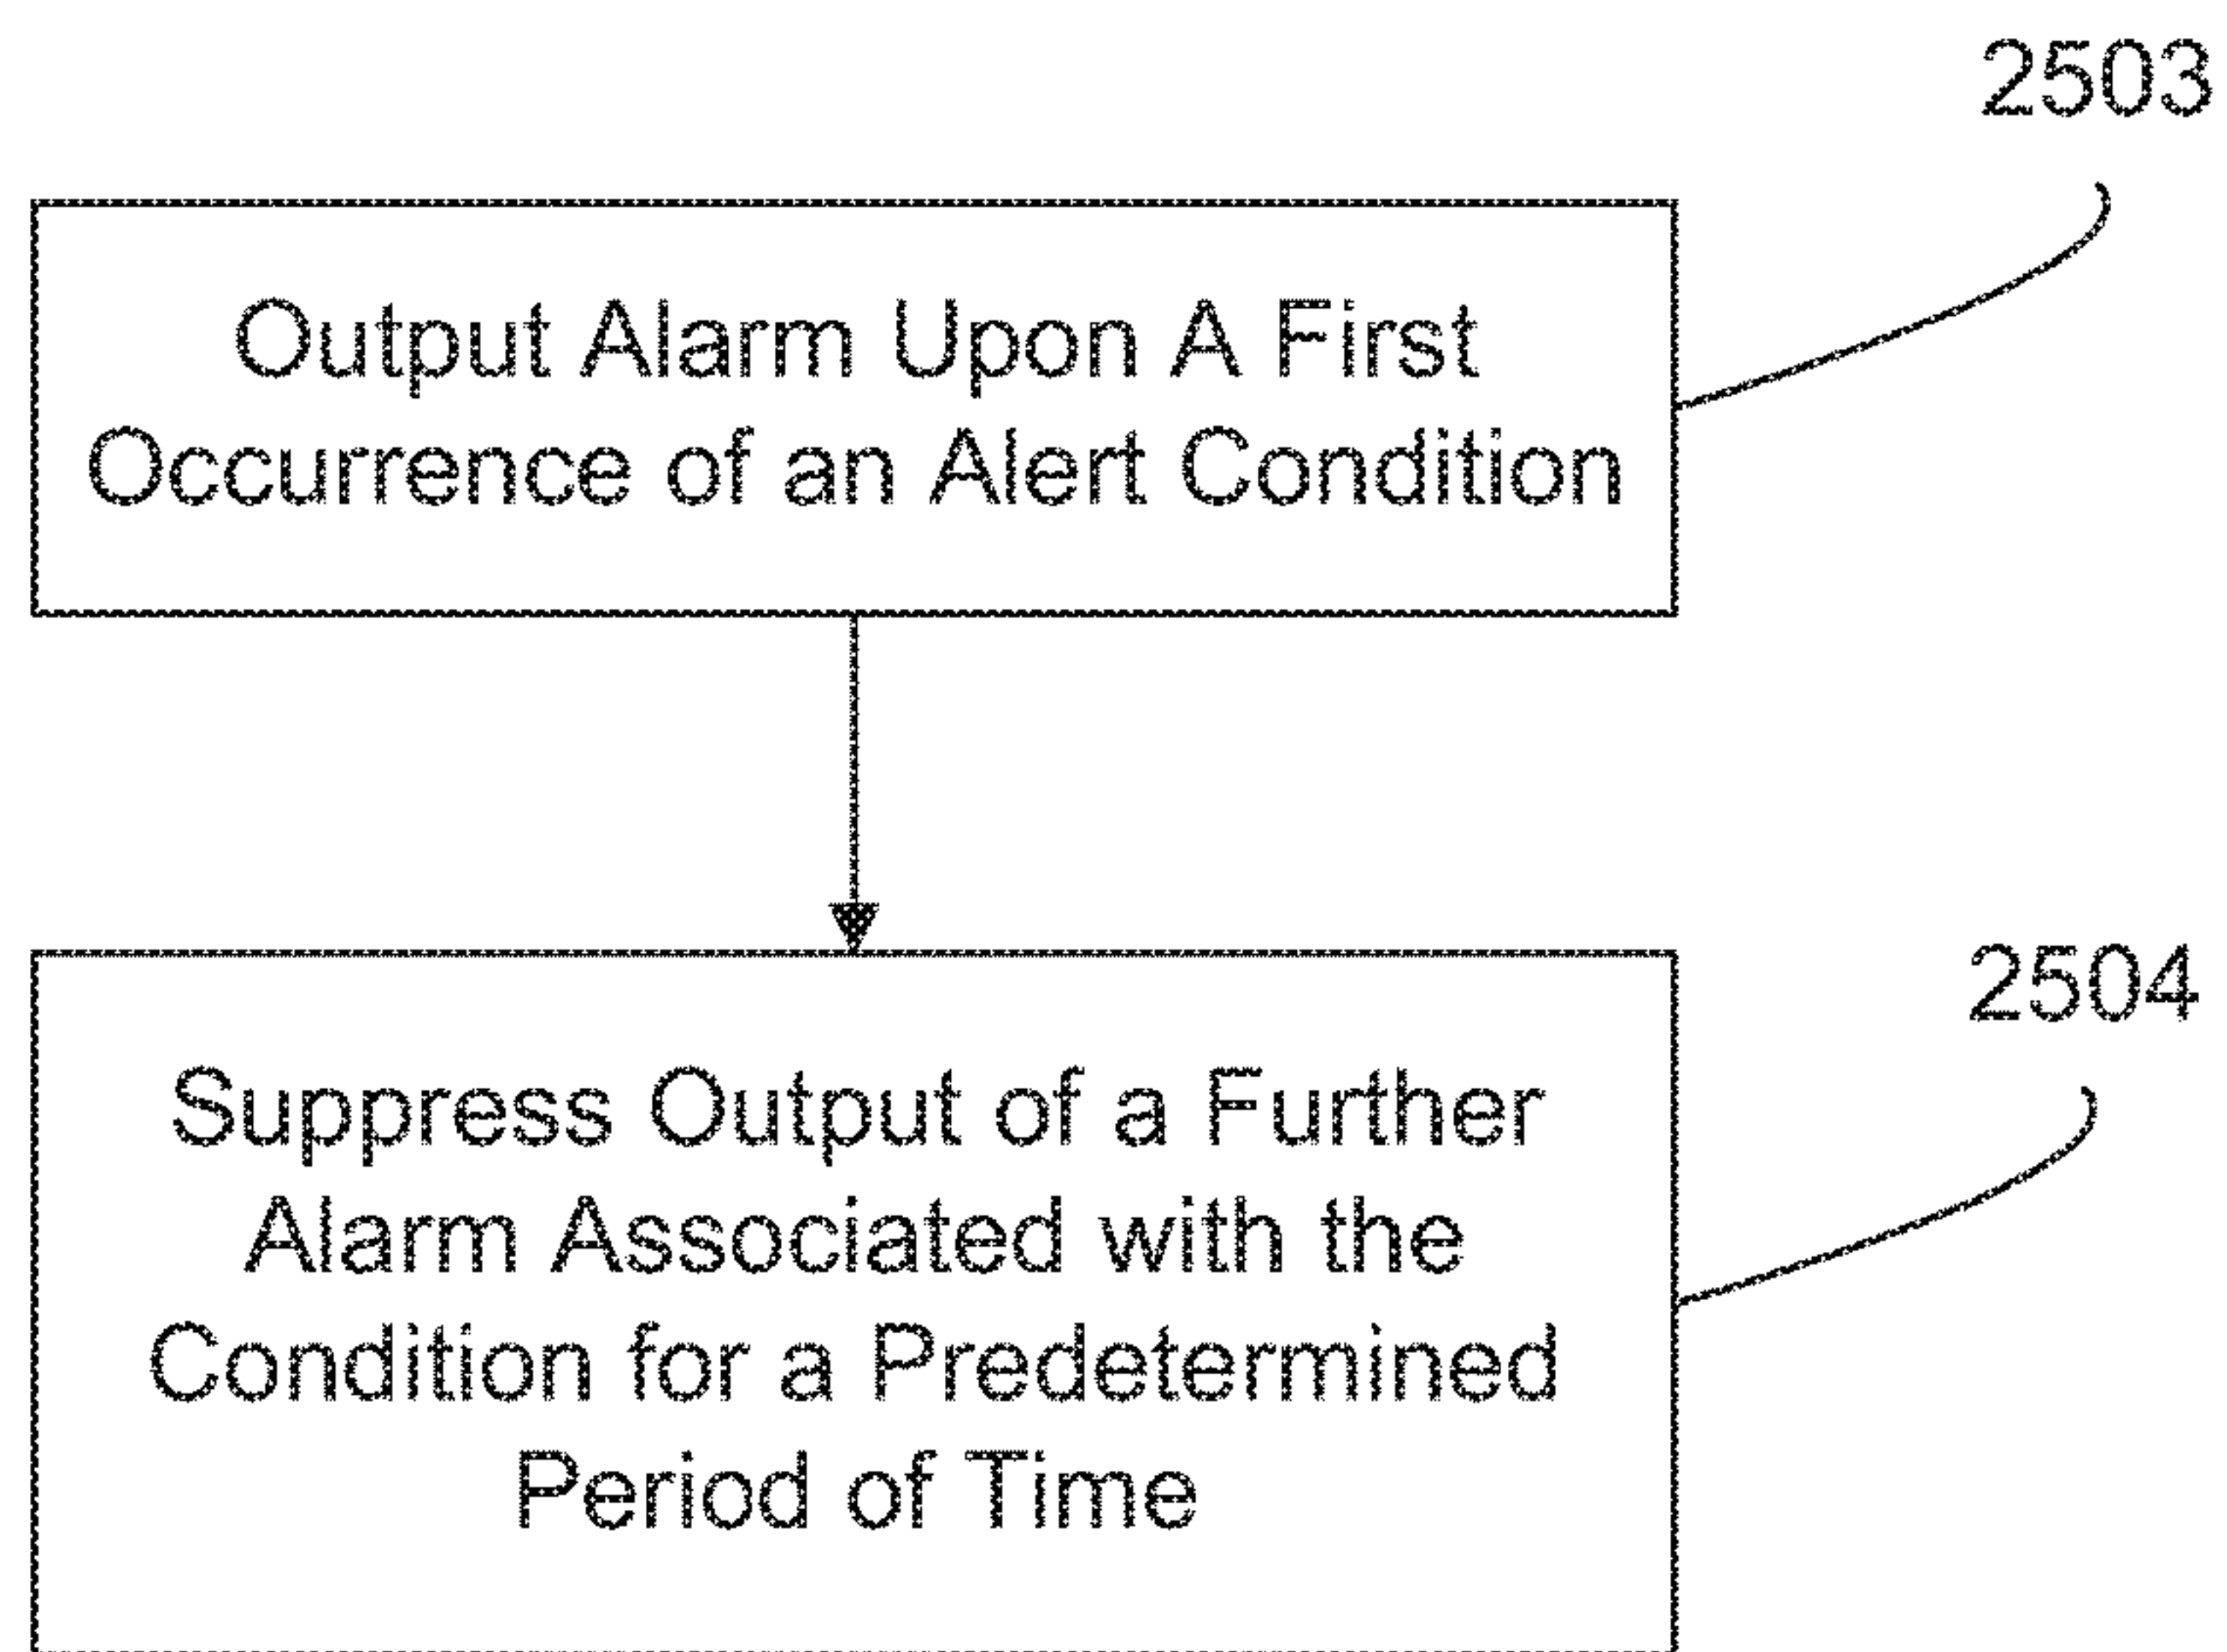 2503
Output Alarm Upon A First
Occurrence of an Alert Condition
2504
Suppress Output of a Further
Alarm Associated with the
Condition for a Predetermined
Period of Time